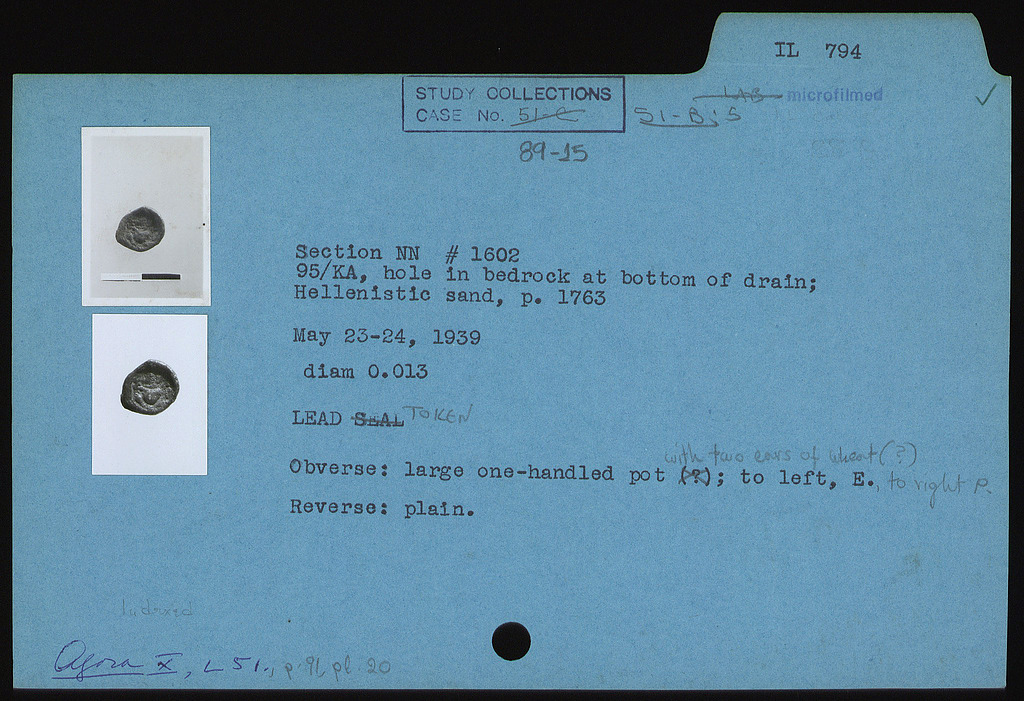 IL 794
STUDY COLLECTIONS
CASE No. 51-C
LAB microfilmed
51-B; 5
89-15
Section NN # 1602
95/KA, hole in bedrock at bottom of drain;
Hellenistic sand, p. 1763
May 23-24, 1939
diam 0.013
LEAD SEAL TOKEN
with two ears of wheat (?)
Obverse: large one-handled pot (?); to left, E., to right P.
Reverse: plain.
Indexed
Agora X, L 51., p. 91, pl. 20